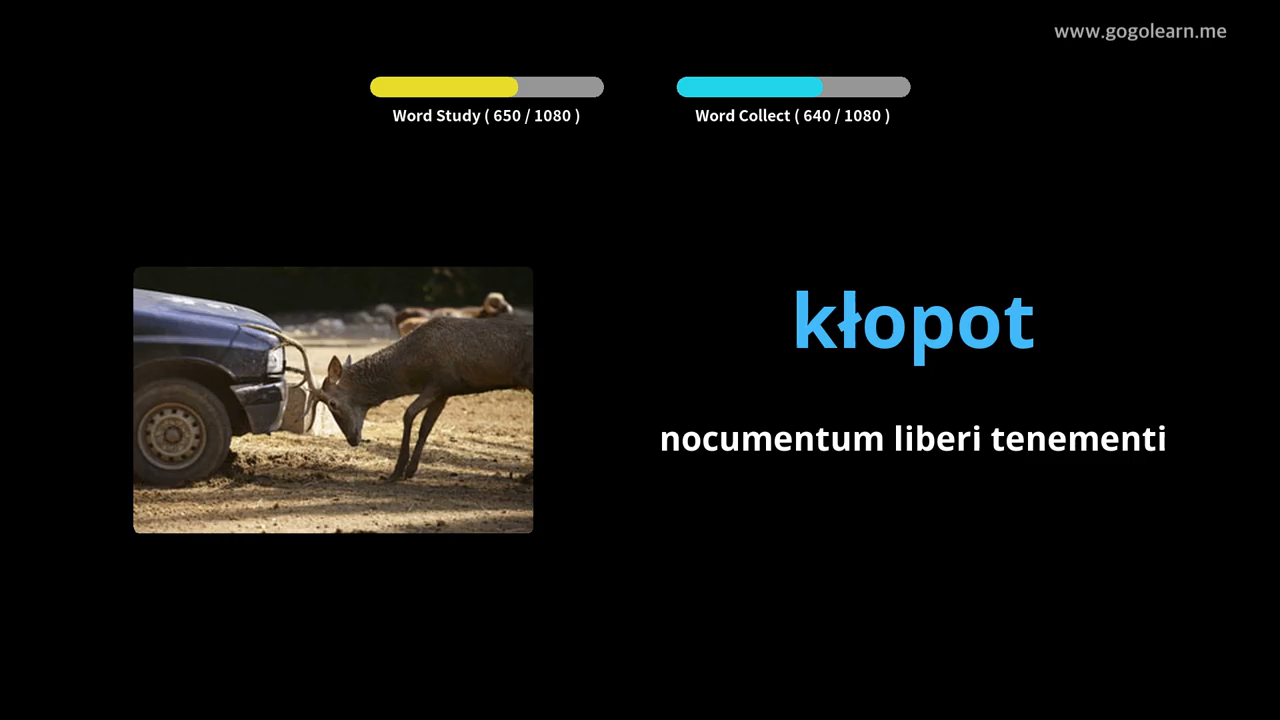 www.gogolearn.me
Word Study ( 650 / 1080 )
Word Collect ( 640 / 1080 )
kłopot
nocumentum liberi tenementi